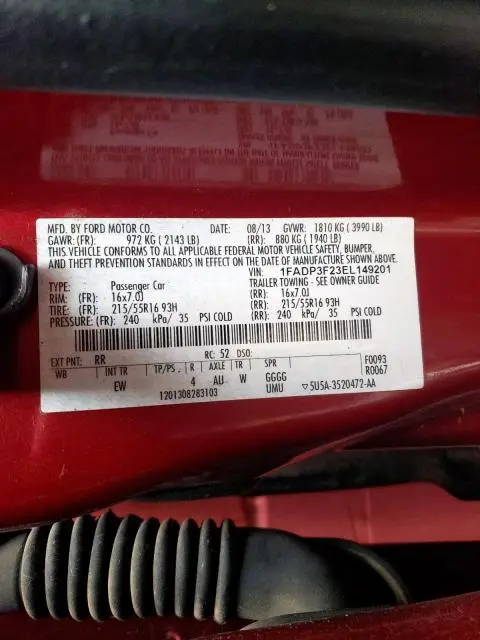 MFD. BY FORD MOTOR CO. DATE: 08/13 GVWR: 1810 KG ( 3990 LB)
GAWR:(FR): 972 KG ( 2143 LB) (RR): 880 KG ( 1940 LB)
THIS VEHICLE CONFORMS TO ALL APPLICABLE FEDERAL MOTOR VEHICLE SAFETY, BUMPER,
AND THEFT PREVENTION STANDARDS IN EFFECT ON THE DATE OF MANUFACTURE SHOWN ABOVE.
VIN: 1FADP3F23EL149201
TYPE: Passenger Car TRAILER TOWING - SEE OWNERS GUIDE
RIM: (FR): 16x7.0J (RR): 16x7.0J
TIRE: (FR): 215/55R16 93H (RR): 215/55R16 93H
PRESSURE: (FR): 240 kPa/ 35 PSI COLD (RR): 240 kPa/ 35 PSI COLD
EXT PNT: RR RC: 52 DSO: F0093
WB INT TR TP/PS R AXLE TR SPR R0067
EW 4 AU W GGGG
1201308283103 UMU ▽5U5A-3520472-AA